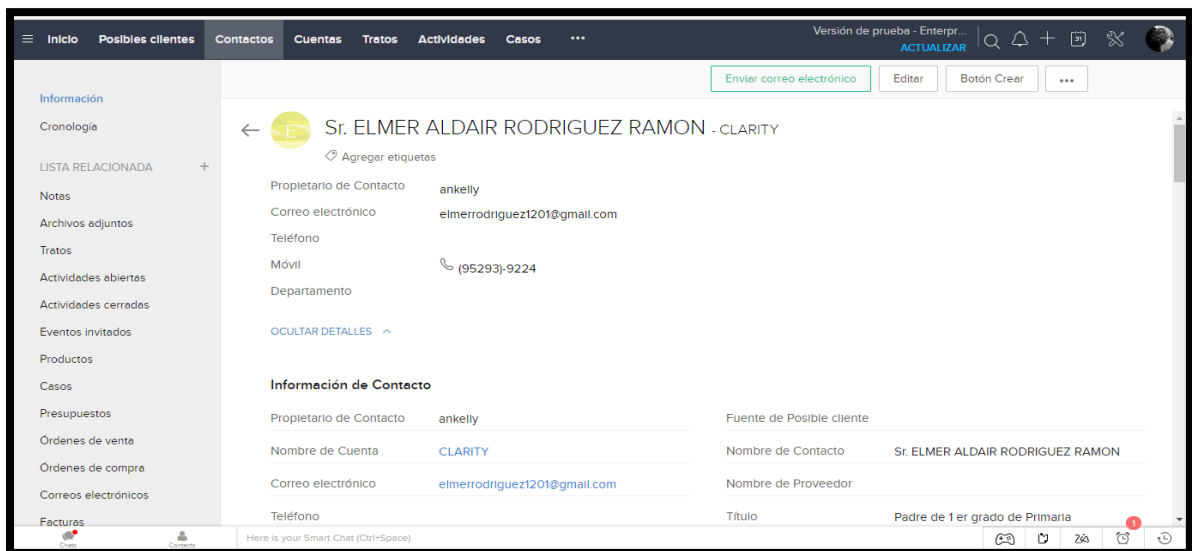 Inicio Posibles clientes Contactos Cuentas Tratos Actividades Casos ••• Versión de prueba - Enterpr...
ACTUALIZAR
Enviar correo electrónico Editar Botón Crear •••
Información
Cronología
LISTA RELACIONADA +
Notas
Archivos adjuntos
Tratos
Actividades abiertas
Actividades cerradas
Eventos invitados
Productos
Casos
Presupuestos
Órdenes de venta
Órdenes de compra
Correos electrónicos
Facturas
E Sr. ELMER ALDAIR RODRIGUEZ RAMON - CLARITY
Agregar etiquetas
Propietario de Contacto ankelly
Correo electrónico elmerrodriguez1201@gmail.com
Teléfono
Móvil (95293)-9224
Departamento
OCULTAR DETALLES
Información de Contacto
Propietario de Contacto ankelly Fuente de Posible cliente
Nombre de Cuenta CLARITY Nombre de Contacto Sr. ELMER ALDAIR RODRIGUEZ RAMON
Correo electrónico elmerrodriguez1201@gmail.com Nombre de Proveedor
Teléfono Título Padre de 1 er grado de Primaria
Chats Contacts Here is your Smart Chat (Ctrl+Space) 1